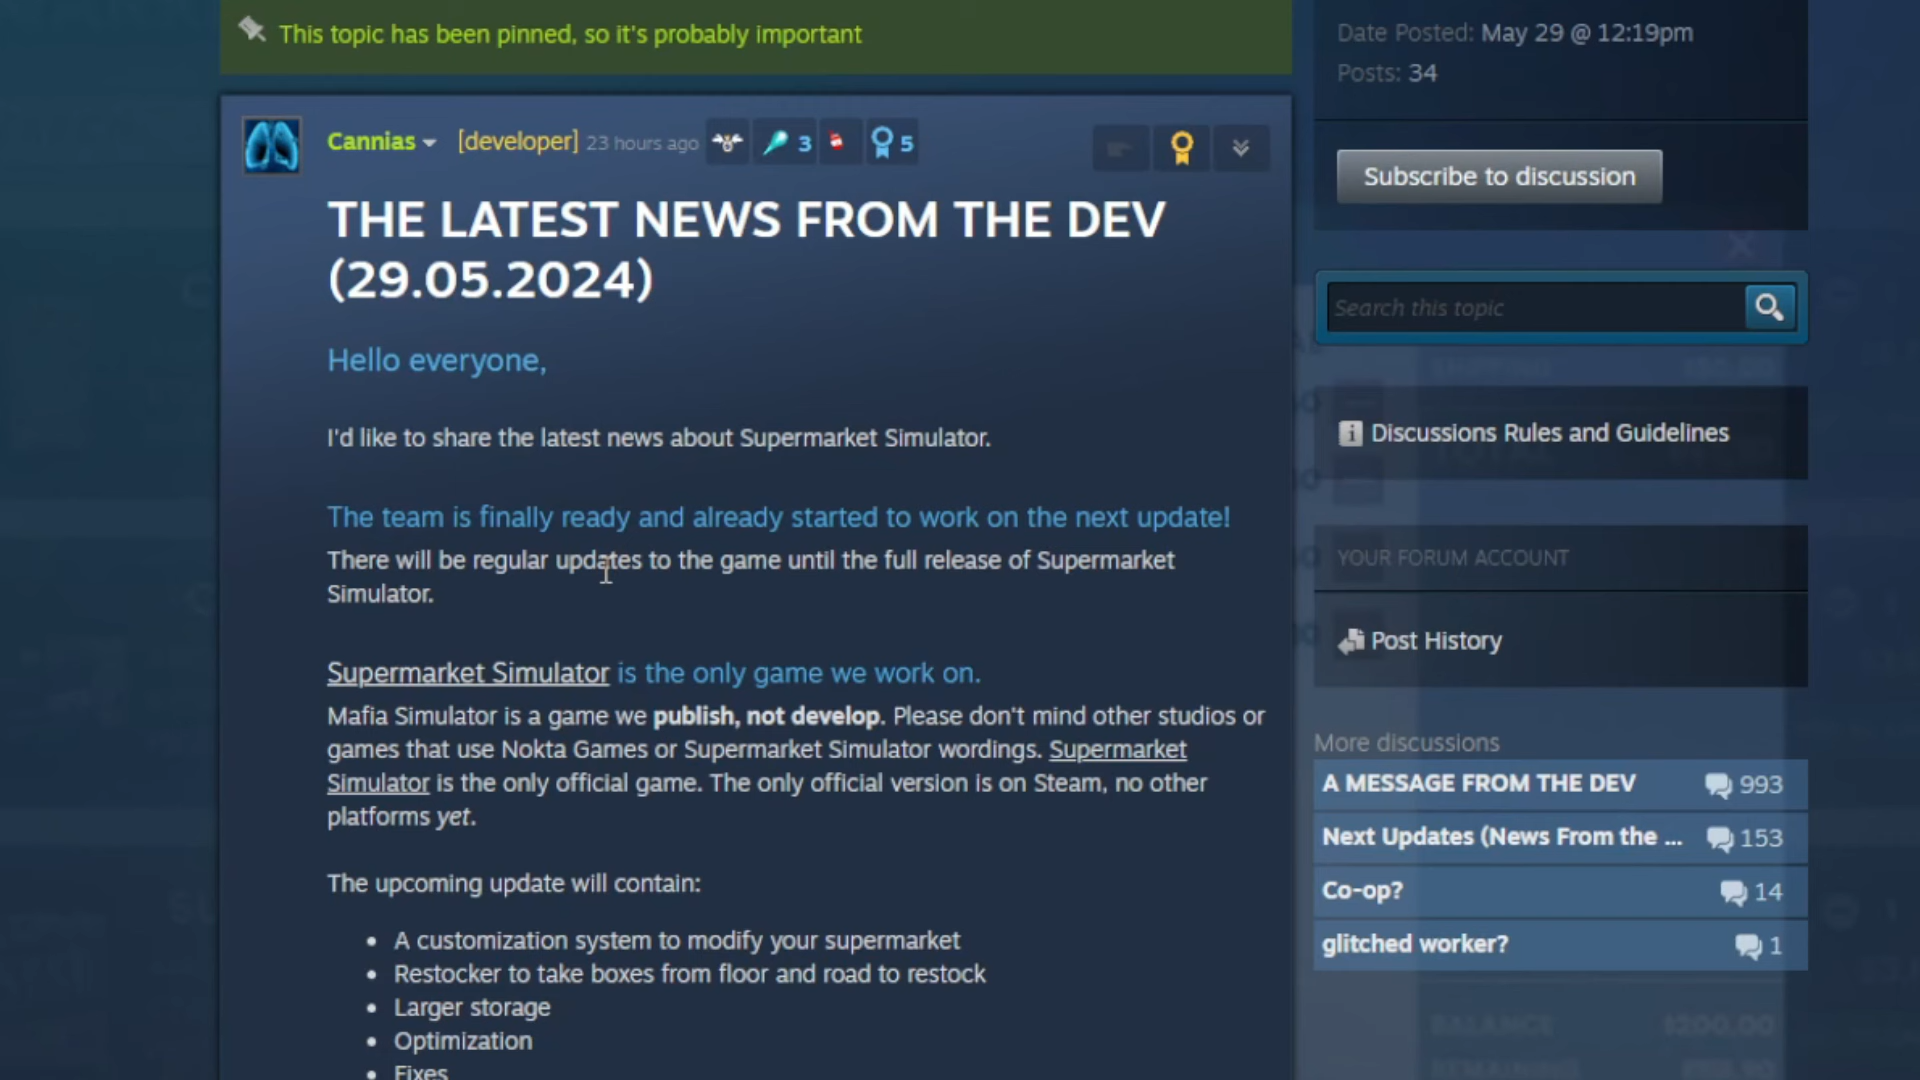 This topic has been pinned, so it's probably important
Cannias [developer] 23 hours ago 3 5
THE LATEST NEWS FROM THE DEV
(29.05.2024)
Hello everyone,
I'd like to share the latest news about Supermarket Simulator.
The team is finally ready and already started to work on the next update!
There will be regular updates to the game until the full release of Supermarket
Simulator.
Supermarket Simulator is the only game we work on.
Mafia Simulator is a game we publish, not develop. Please don't mind other studios or
games that use Nokta Games or Supermarket Simulator wordings. Supermarket
Simulator is the only official game. The only official version is on Steam, no other
platforms yet.
The upcoming update will contain:
• A customization system to modify your supermarket
• Restocker to take boxes from floor and road to restock
• Larger storage
• Optimization
• Fixes
Date Posted: May 29 @ 12:19pm
Posts: 34
Subscribe to discussion
Search this topic
Discussions Rules and Guidelines
YOUR FORUM ACCOUNT
Post History
More discussions
A MESSAGE FROM THE DEV 993
Next Updates (News From the ... 153
Co-op? 14
glitched worker? 1
BALANCE $200.00
REMAINING